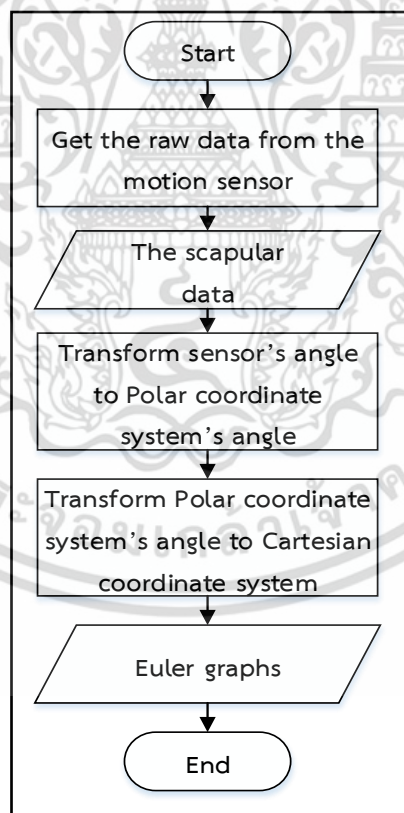 Start
Get the raw data from the
motion sensor
The scapular
data
Transform sensor's angle
to Polar coordinate
system's angle
Transform Polar coordinate
system's angle to Cartesian
coordinate system
Euler graphs
End